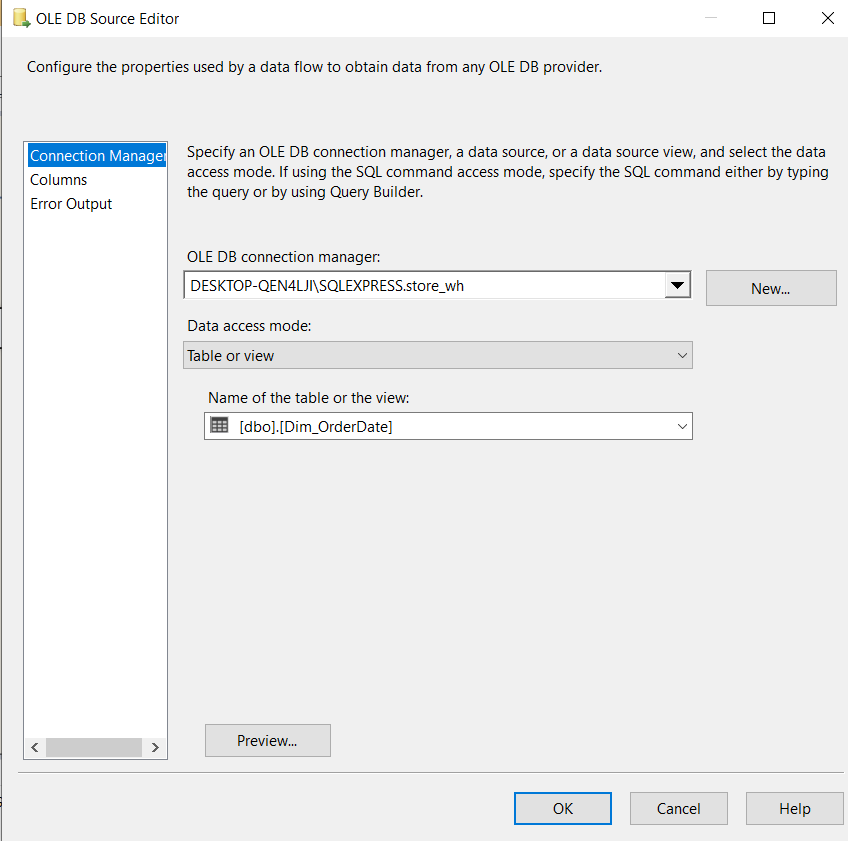 OLE DB Source Editor
Configure the properties used by a data flow to obtain data from any OLE DB provider.
Connection Manager
Columns
Error Output
Specify an OLE DB connection manager, a data source, or a data source view, and select the data
access mode. If using the SQL command access mode, specify the SQL command either by typing
the query or by using Query Builder.
OLE DB connection manager:
DESKTOP-QEN4LJI\SQLEXPRESS.store_wh
New...
Data access mode:
Table or view
Name of the table or the view:
[dbo].[Dim_OrderDate]
Preview...
OK
Cancel
Help